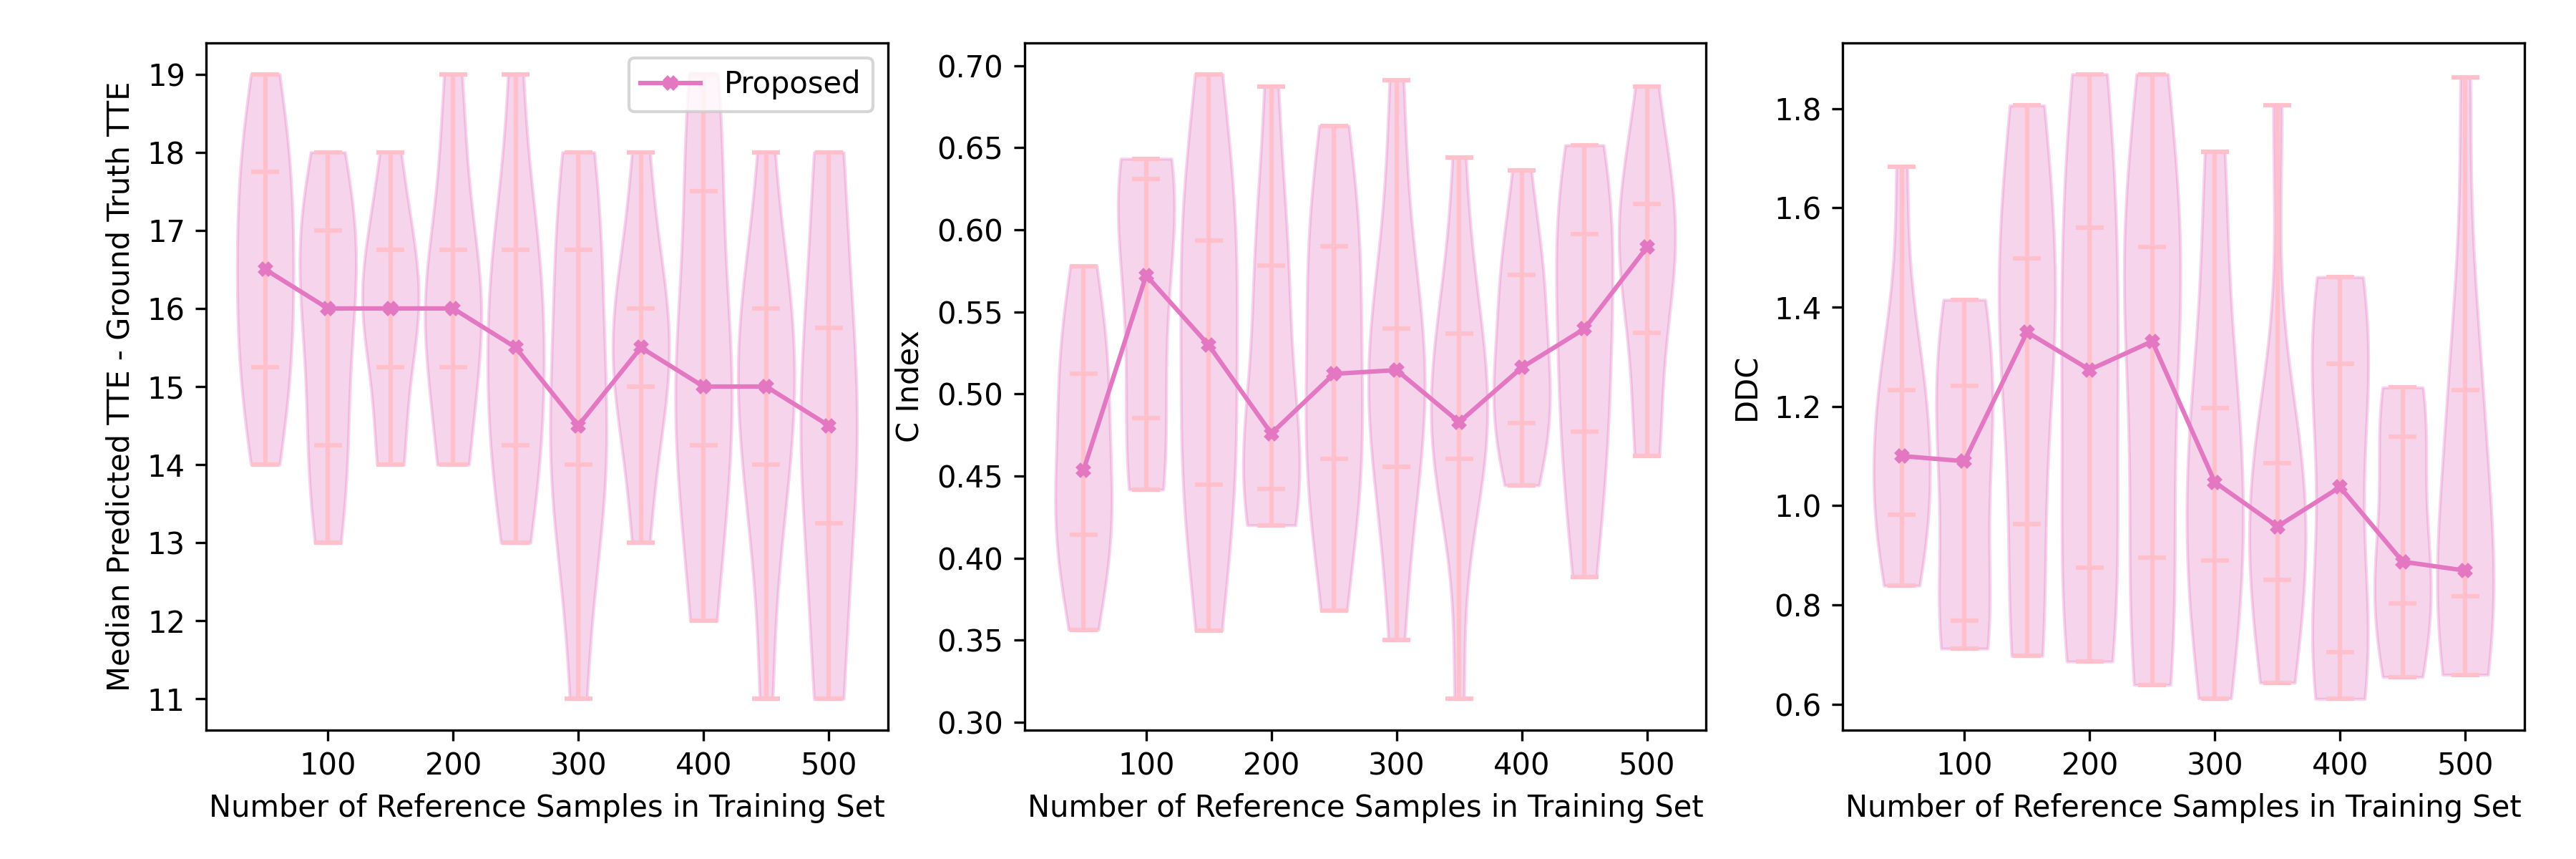 Median Predicted TTE - Ground Truth TTE
19
18
17
16
15
14
13
12
11
Proposed
100 200 300 400 500
Number of Reference Samples in Training Set
C Index
0.70
0.65
0.60
0.55
0.50
0.45
0.40
0.35
0.30
100 200 300 400 500
Number of Reference Samples in Training Set
DDC
1.8
1.6
1.4
1.2
1.0
0.8
0.6
100 200 300 400 500
Number of Reference Samples in Training Set